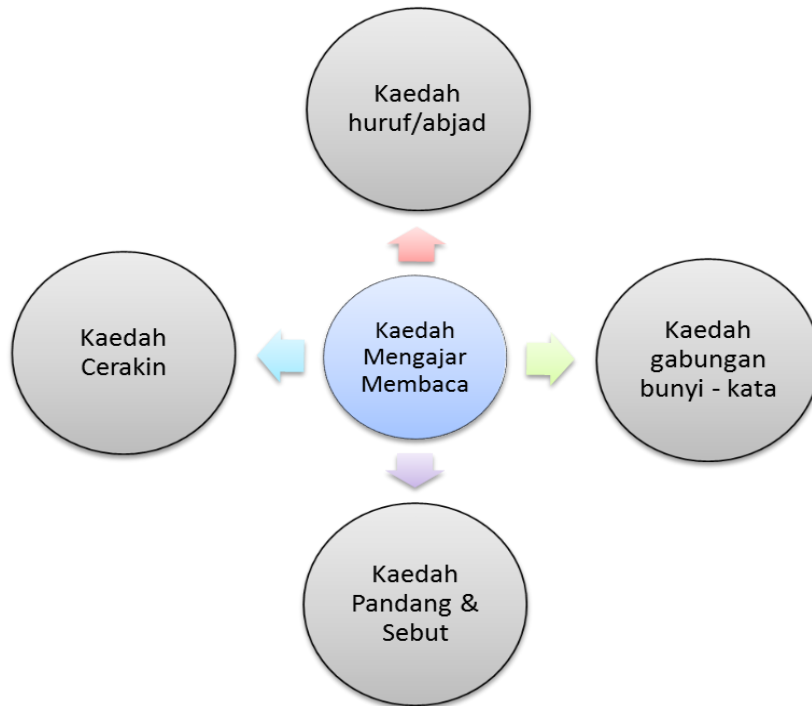 Kaedah
huruf/abjad
Kaedah
Cerakin
Kaedah
Mengajar
Membaca
Kaedah
gabungan
bunyi - kata
Kaedah
Pandang &
Sebut